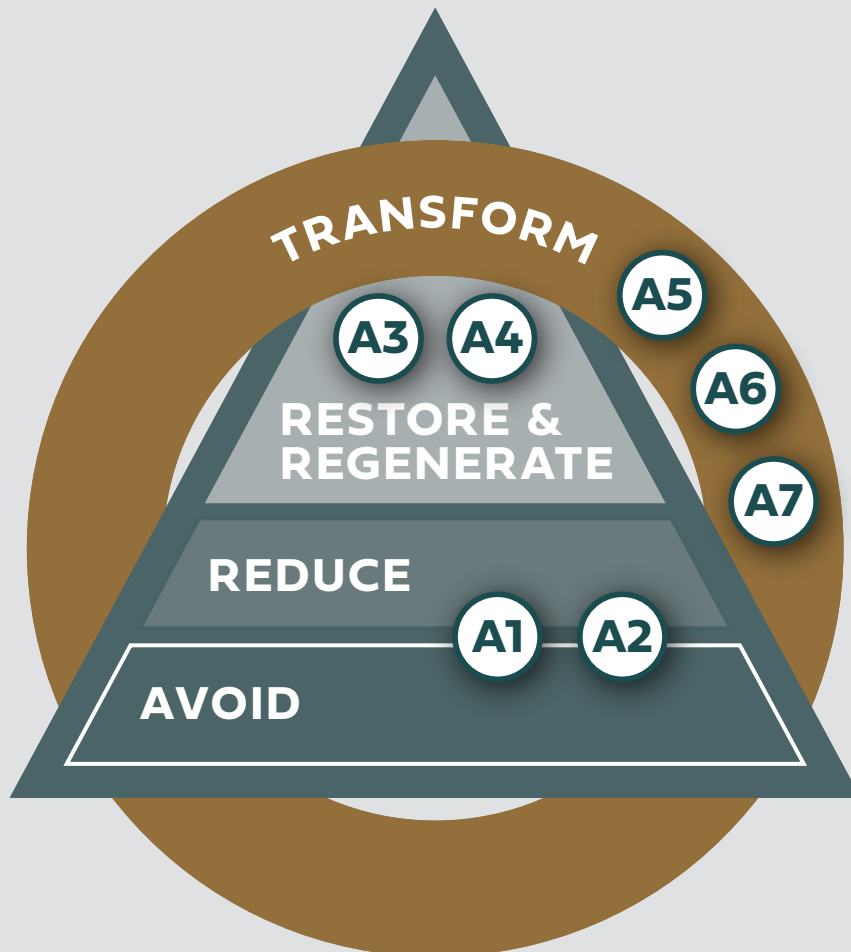 TRANSFORM
A5
A3 A4
A6
RESTORE &
REGENERATE
A7
REDUCE
A1 A2
AVOID